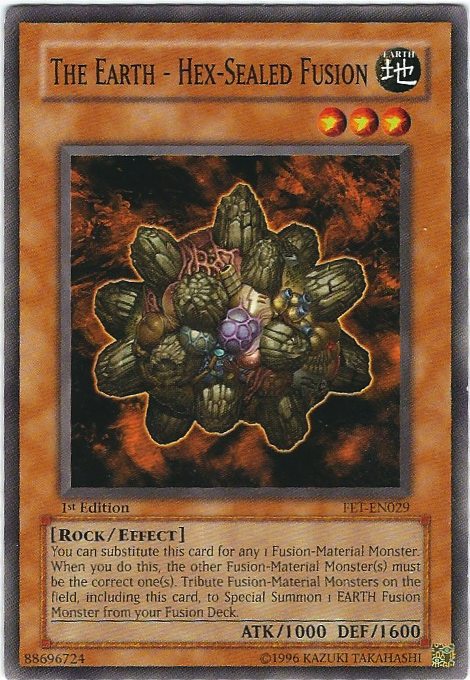 THE EARTH - HEX-SEALED FUSION
EARTH
地
1st Edition
FET-EN029
[ROCK/EFFECT]
You can substitute this card for any 1 Fusion-Material Monster.
When you do this, the other Fusion-Material Monster(s) must
be the correct one(s). Tribute Fusion-Material Monsters on the
field, including this card, to Special Summon 1 EARTH Fusion
Monster from your Fusion Deck.
ATK/1000 DEF/1600
88696724
©1996 KAZUKI TAKAHASHI